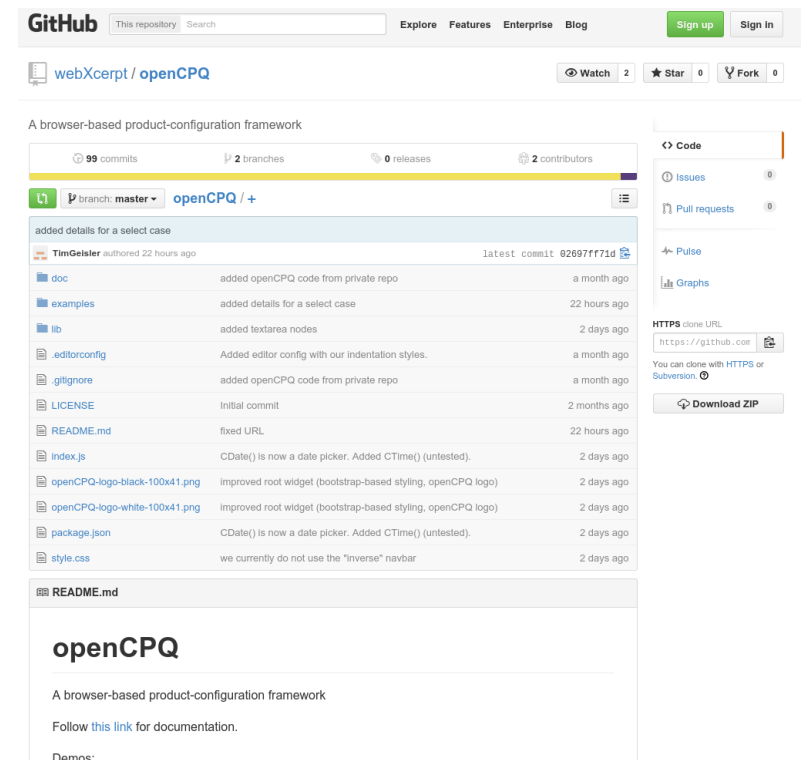 GitHub This repository Search Explore Features Enterprise Blog Sign up Sign in
webXcerpt / openCPQ Watch 2 Star 0 Fork 0
A browser-based product-configuration framework
99 commits 2 branches 0 releases 2 contributors
branch: master openCPQ / +
added details for a select case
TimGeisler authored 22 hours ago latest commit 02697ff71d
doc added openCPQ code from private repo a month ago
examples added details for a select case 22 hours ago
lib added textarea nodes 2 days ago
.editorconfig Added editor config with our indentation styles. a month ago
.gitignore added openCPQ code from private repo a month ago
LICENSE Initial commit 2 months ago
README.md fixed URL 22 hours ago
index.js CDate() is now a date picker. Added CTime() (untested). 2 days ago
openCPQ-logo-black-100x41.png improved root widget (bootstrap-based styling, openCPQ logo) 2 days ago
openCPQ-logo-white-100x41.png improved root widget (bootstrap-based styling, openCPQ logo) 2 days ago
package.json CDate() is now a date picker. Added CTime() (untested). 2 days ago
style.css we currently do not use the "inverse" navbar 2 days ago
README.md
openCPQ
A browser-based product-configuration framework
Follow this link for documentation.
Demos:
Code
Issues 0
Pull requests 0
Pulse
Graphs
HTTPS clone URL
https://github.com
You can clone with HTTPS or
Subversion.
Download ZIP